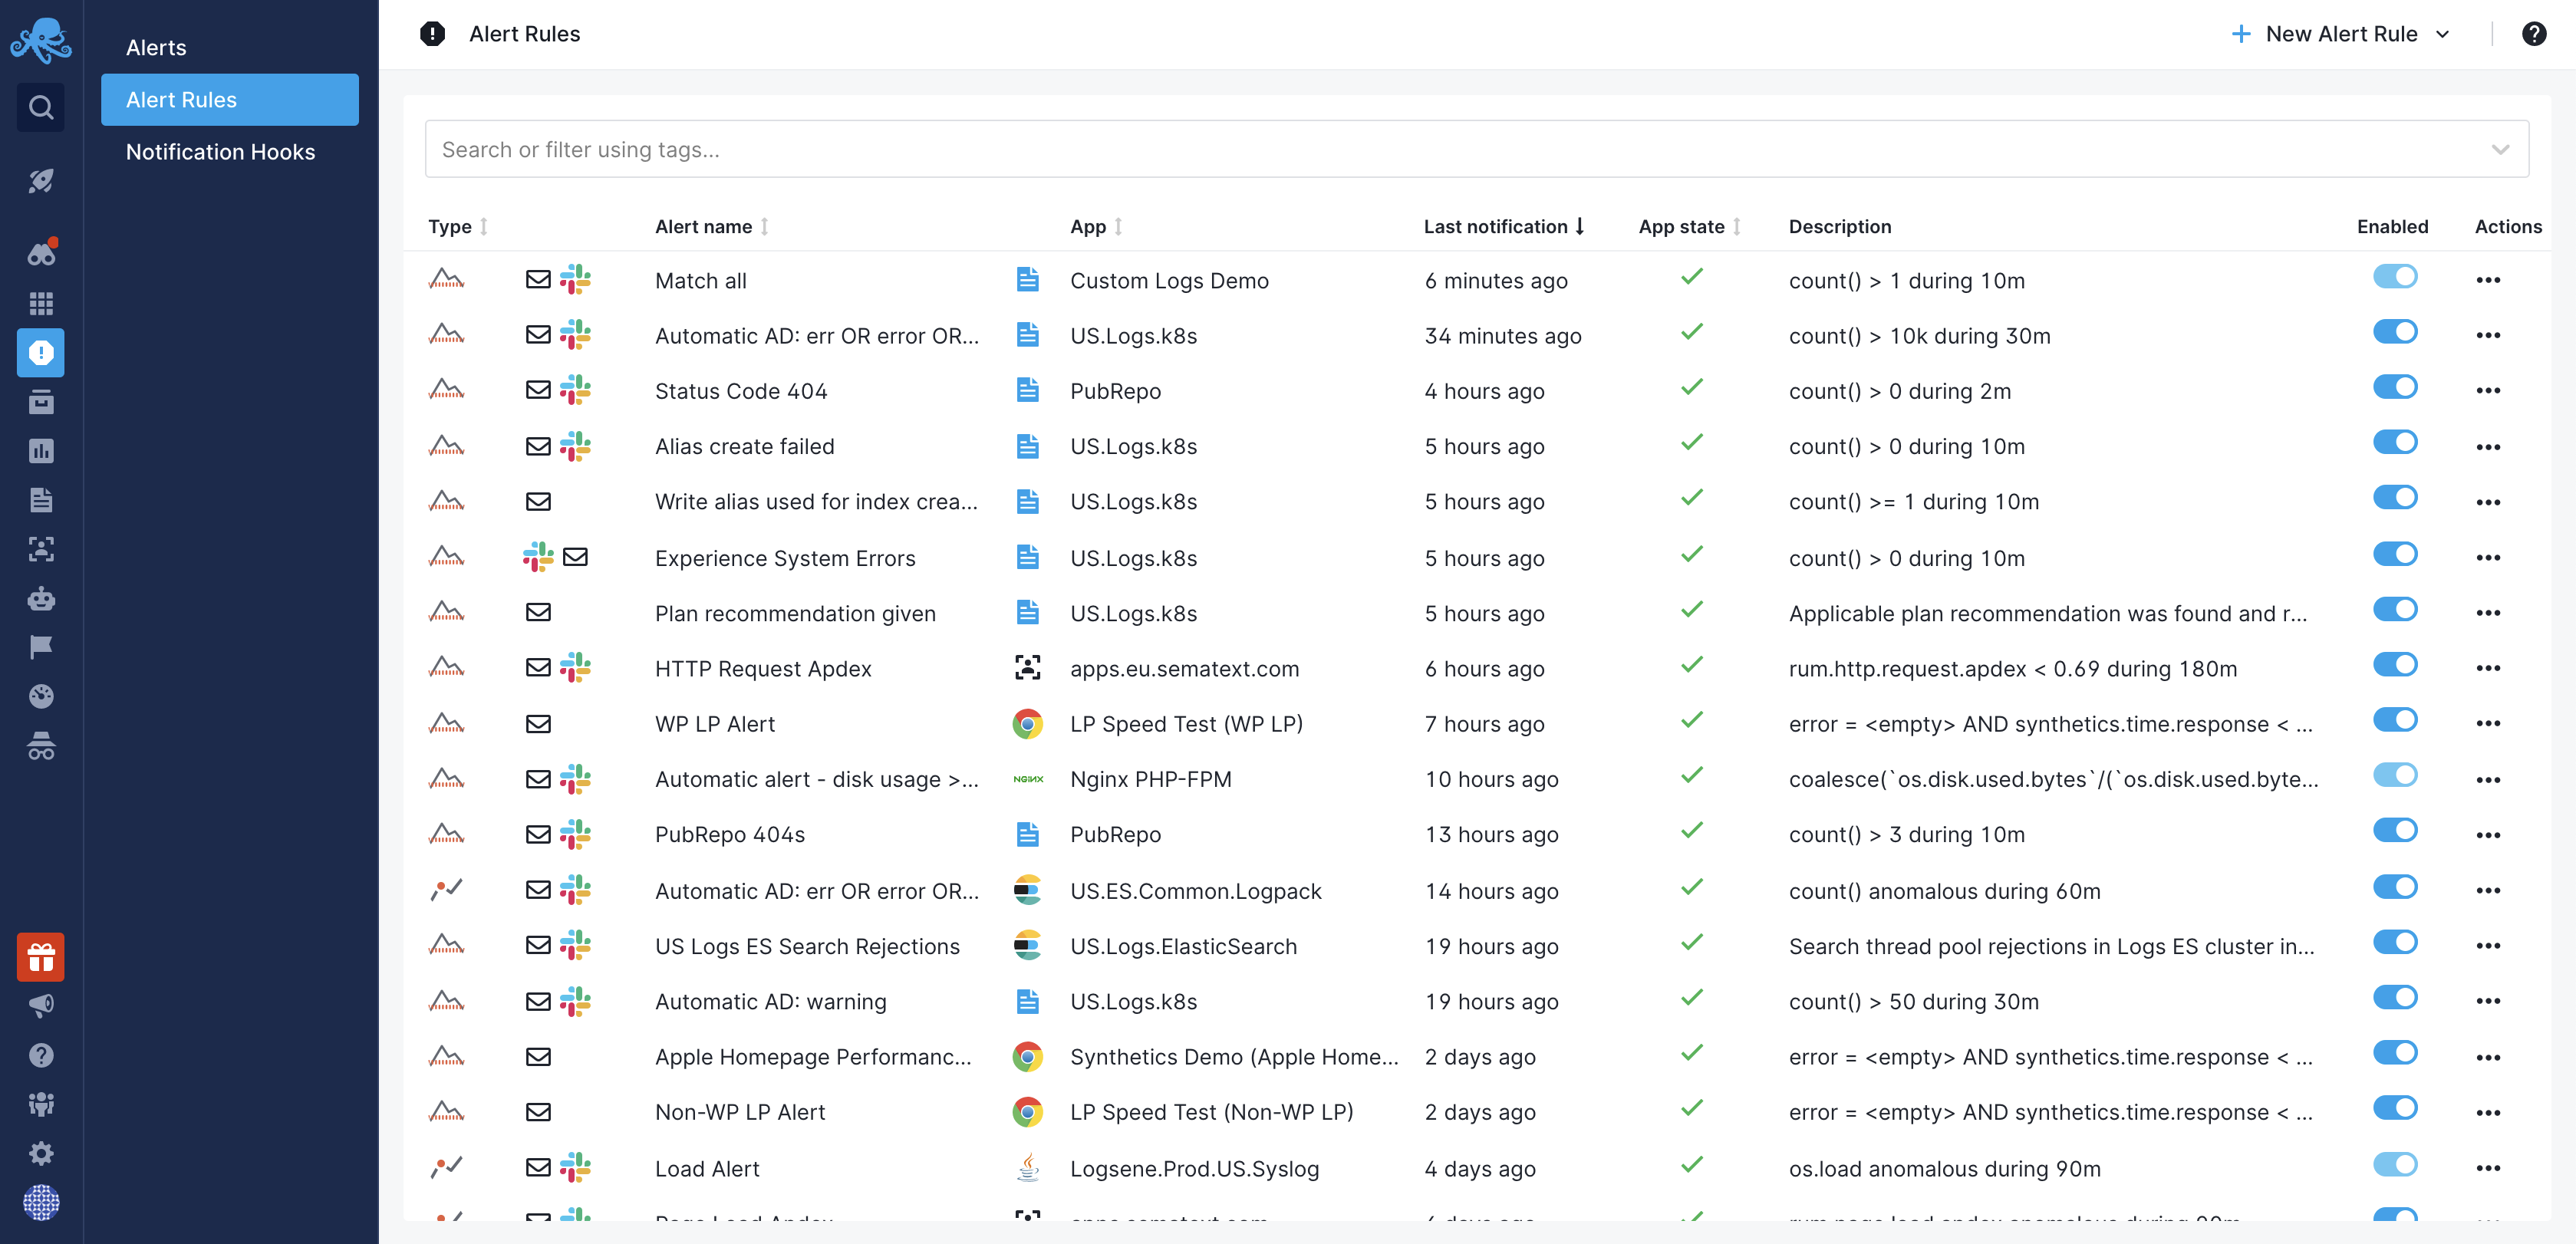 Alerts
Alert Rules
Notification Hooks
Alert Rules
New Alert Rule
Search or filter using tags...
Type Alert name App Last notification App state Description Enabled Actions
Match all Custom Logs Demo 6 minutes ago count() > 1 during 10m
Automatic AD: err OR error OR... US.Logs.k8s 34 minutes ago count() > 10k during 30m
Status Code 404 PubRepo 4 hours ago count() > 0 during 2m
Alias create failed US.Logs.k8s 5 hours ago count() > 0 during 10m
Write alias used for index crea... US.Logs.k8s 5 hours ago count() >= 1 during 10m
Experience System Errors US.Logs.k8s 5 hours ago count() > 0 during 10m
Plan recommendation given US.Logs.k8s 5 hours ago Applicable plan recommendation was found and r...
HTTP Request Apdex apps.eu.sematext.com 6 hours ago rum.http.request.apdex < 0.69 during 180m
WP LP Alert LP Speed Test (WP LP) 7 hours ago error = <empty> AND synthetics.time.response < ...
Automatic alert - disk usage >... NGINX Nginx PHP-FPM 10 hours ago coalesce(`os.disk.used.bytes`/(`os.disk.used.byte...
PubRepo 404s PubRepo 13 hours ago count() > 3 during 10m
Automatic AD: err OR error OR... US.ES.Common.Logpack 14 hours ago count() anomalous during 60m
US Logs ES Search Rejections US.Logs.ElasticSearch 19 hours ago Search thread pool rejections in Logs ES cluster in...
Automatic AD: warning US.Logs.k8s 19 hours ago count() > 50 during 30m
Apple Homepage Performanc... Synthetics Demo (Apple Home... 2 days ago error = <empty> AND synthetics.time.response < ...
Non-WP LP Alert LP Speed Test (Non-WP LP) 2 days ago error = <empty> AND synthetics.time.response < ...
Load Alert Logsene.Prod.US.Syslog 4 days ago os.load anomalous during 90m